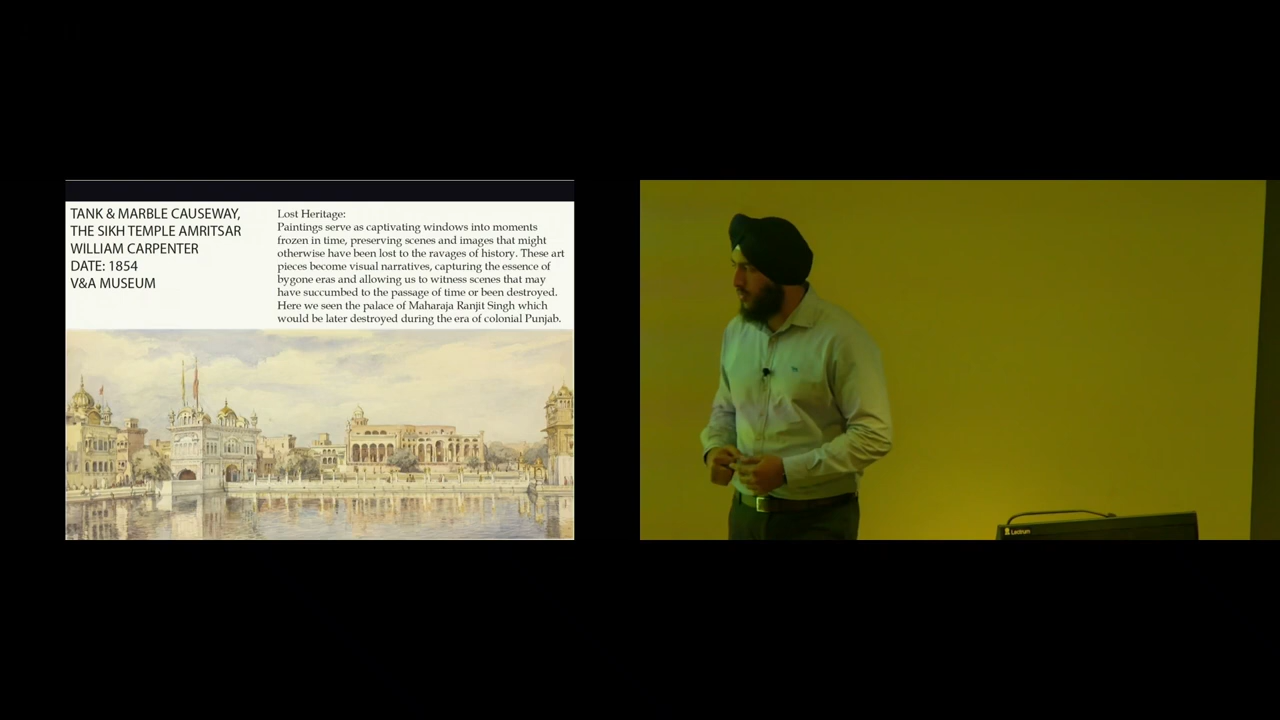 TANK & MARBLE CAUSEWAY,
THE SIKH TEMPLE AMRITSAR
WILLIAM CARPENTER
DATE: 1854
V&A MUSEUM
Lost Heritage:
Paintings serve as captivating windows into moments
frozen in time, preserving scenes and images that might
otherwise have been lost to the ravages of history. These art
pieces become visual narratives, capturing the essence of
bygone eras and allowing us to witness scenes that may
have succumbed to the passage of time or been destroyed.
Here we seen the palace of Maharaja Ranjit Singh which
would be later destroyed during the era of colonial Punjab.
Lectrum